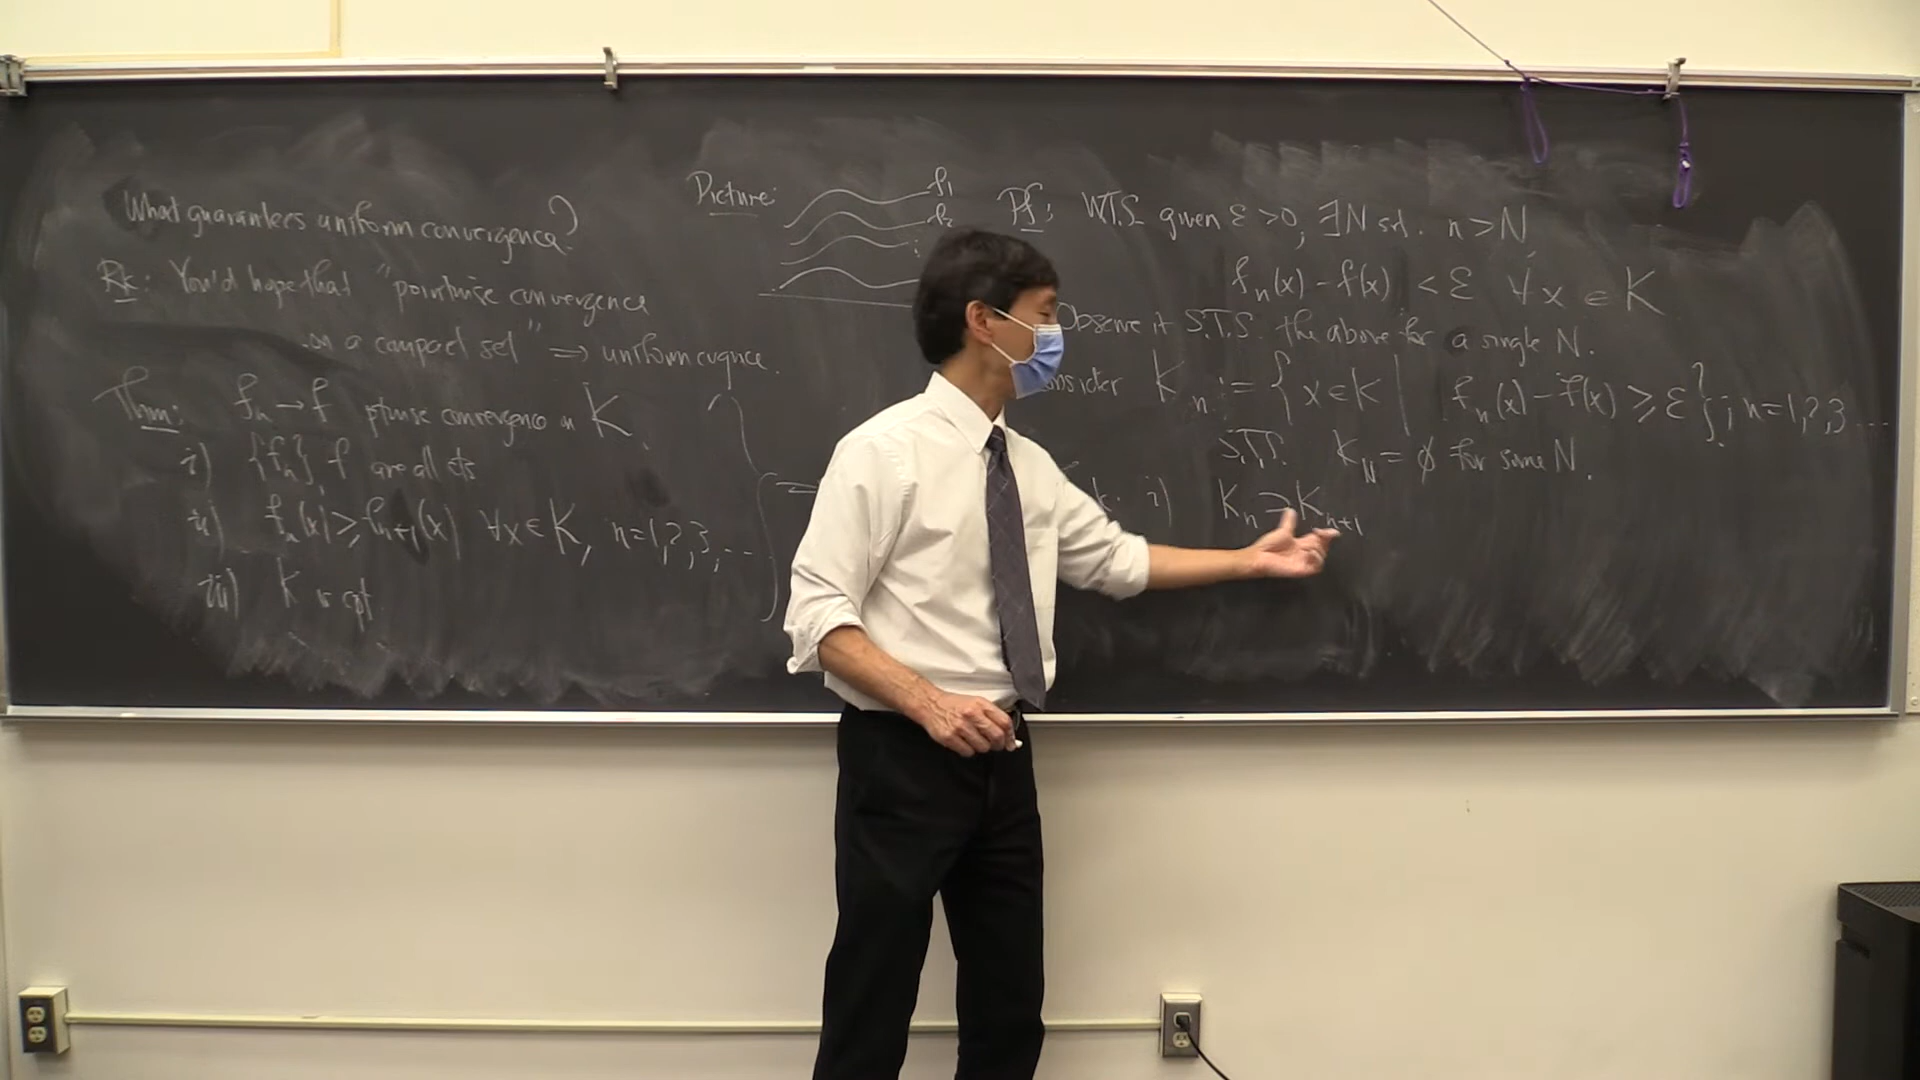 What guarantees uniform convergence?
Rk: You'd hope that "pointwise convergence
on a compact set" ⇒ uniform cvgnce.
Thm: fn → f ptwise convergence on K.
i) {fn}, f are all cts
ii) fn(x) ≥ fn+1(x) ∀x ∈ K, n=1,2,3,...
iii) K is cpt
Picture:
f1
f2
Pf: WTS given ε >0, ∃N s.t. n>N,
fn(x) - f(x) < ε ∀x ∈ K
Observe it S.T.S. the above for a single N.
Kn := {x∈K | fn(x) - f(x) ≥ ε}; n=1,2,3...
S.T.S. KN = ∅ for some N.
i) Kn ⊃ Kn+1